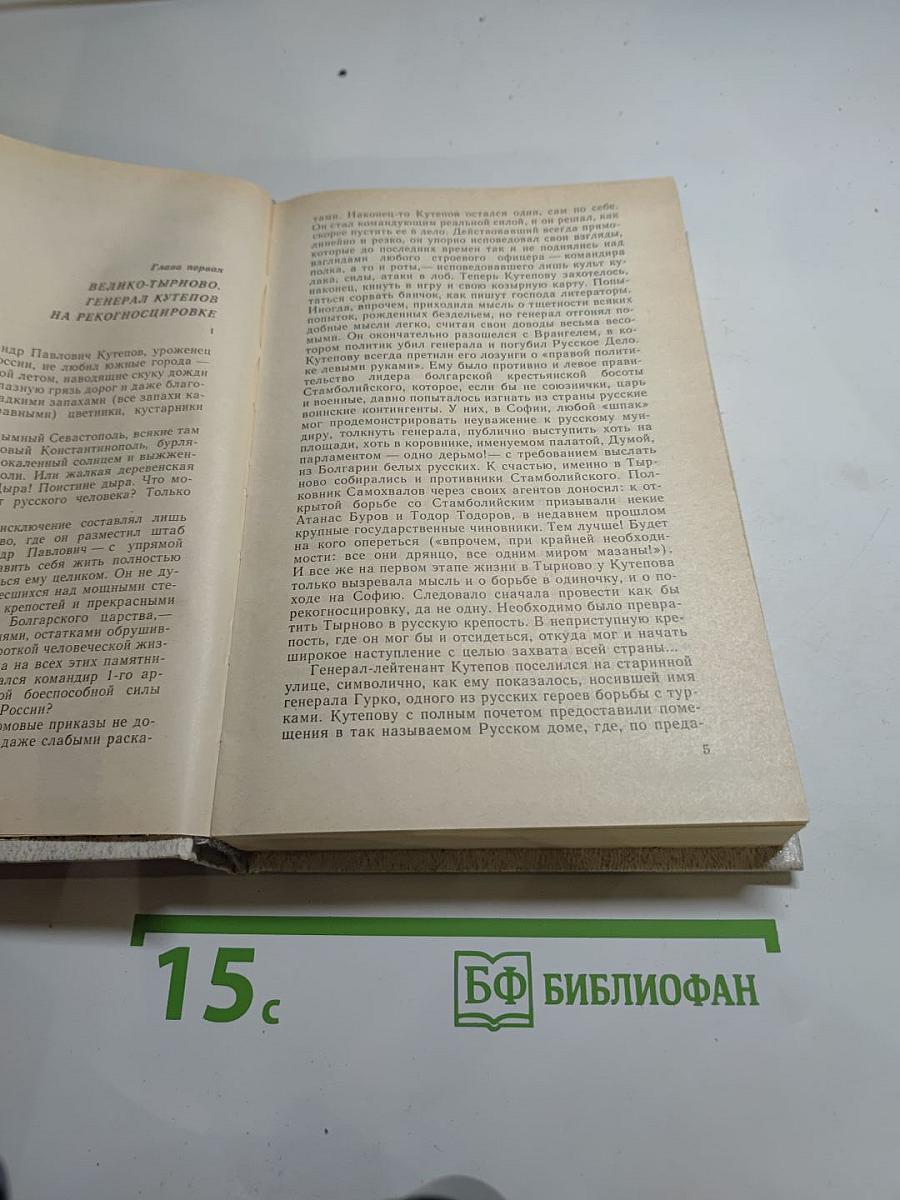 Глава первая
ВЕЛИКО-ТЫРНОВО.
ГЕНЕРАЛ КУТЕПОВ
НА РЕКОГНОСЦИРОВКЕ
1
ндр Павлович Кутепов, уроженец
оссии, не любил южные города —
ой летом, наводящие скуку дожди
лазную грязь дорог и даже благо-
адкими запахами (все запахи ка-
равными) цветники, кустарники
ымный Севастополь, всякие там
овый Константинополь, бурля-
окаленный солнцем и выжжен-
оли. Или жалкая деревенская
Дыра! Поистине дыра. Что мо-
т русского человека? Только
исключение составлял лишь
во, где он разместил штаб
др Павлович — с упрямой
авить себя жить полностью
ься ему целиком. Он не ду-
есшихся над мощными сте-
крепостей и прекрасными
Болгарского царства,—
нями, остатками обрушив-
роткой человеческой жиз-
а на всех этих памятни-
ался командир 1-го ар-
ой боеспособной силы
России?
омовые приказы не до-
даже слабыми раска-
тами. Наконец-то Кутепов остался один, сам по себе.
Он стал командующим реальной силой, и он решал, как
скорее пустить ее в дело. Действовавший всегда прямо-
линейно и резко, он упорно исповедовал свои взгляды,
которые до последних времен так и не поднялись над
взглядами любого строевого офицера — командира
полка, а то и роты,— исповедовавшего лишь культ ку-
лака, силы, атаки в лоб. Теперь Кутепову захотелось,
наконец, кинуть в игру и свою козырную карту. Попы-
таться сорвать банчок, как пишут господа литераторы.
Иногда, впрочем, приходила мысль о тщетности всяких
попыток, рожденных бездельем, но генерал отгонял по-
добные мысли легко, считая свои доводы весьма весо-
мыми. Он окончательно разошелся с Врангелем, в ко-
тором политик убил генерала и погубил Русское Дело.
Кутепову всегда претили его лозунги о «правой полити-
ке левыми руками». Ему было противно и левое прави-
тельство лидера болгарской крестьянской босоты
Стамболийского, которое, если бы не союзнички, царь
и военные, давно попыталось изгнать из страны русские
воинские контингенты. У них, в Софии, любой «шпак»
мог продемонстрировать неуважение к русскому мун-
диру, толкнуть генерала, публично выступить хоть на
площади, хоть в коровнике, именуемом палатой, Думой,
парламентом — одно дерьмо!— с требованием выслать
из Болгарии белых русских. К счастью, именно в Тыр-
ново собирались и противники Стамболийского. Пол-
ковник Самохвалов через своих агентов доносил: к от-
крытой борьбе со Стамболийским призывали некие
Атанас Буров и Тодор Тодоров, в недавнем прошлом
крупные государственные чиновники. Тем лучше! Будет
на кого опереться («впрочем, при крайней необходи-
мости: все они дрянцо, все одним миром мазаны!»).
И все же на первом этапе жизни в Тырново у Кутепова
только вызревала мысль и о борьбе в одиночку, и о по-
ходе на Софию. Следовало сначала провести как бы
рекогносцировку, да не одну. Необходимо было превра-
тить Тырново в русскую крепость. В неприступную кре-
пость, где он мог бы и отсидеться, откуда мог и начать
широкое наступление с целью захвата всей страны...
Генерал-лейтенант Кутепов поселился на старинной
улице, символично, как ему показалось, носившей имя
генерала Гурко, одного из русских героев борьбы с тур-
ками. Кутепову с полным почетом предоставили поме-
щения в так называемом Русском доме, где, по преда-
5
15 с
БФ БИБЛИОФАН